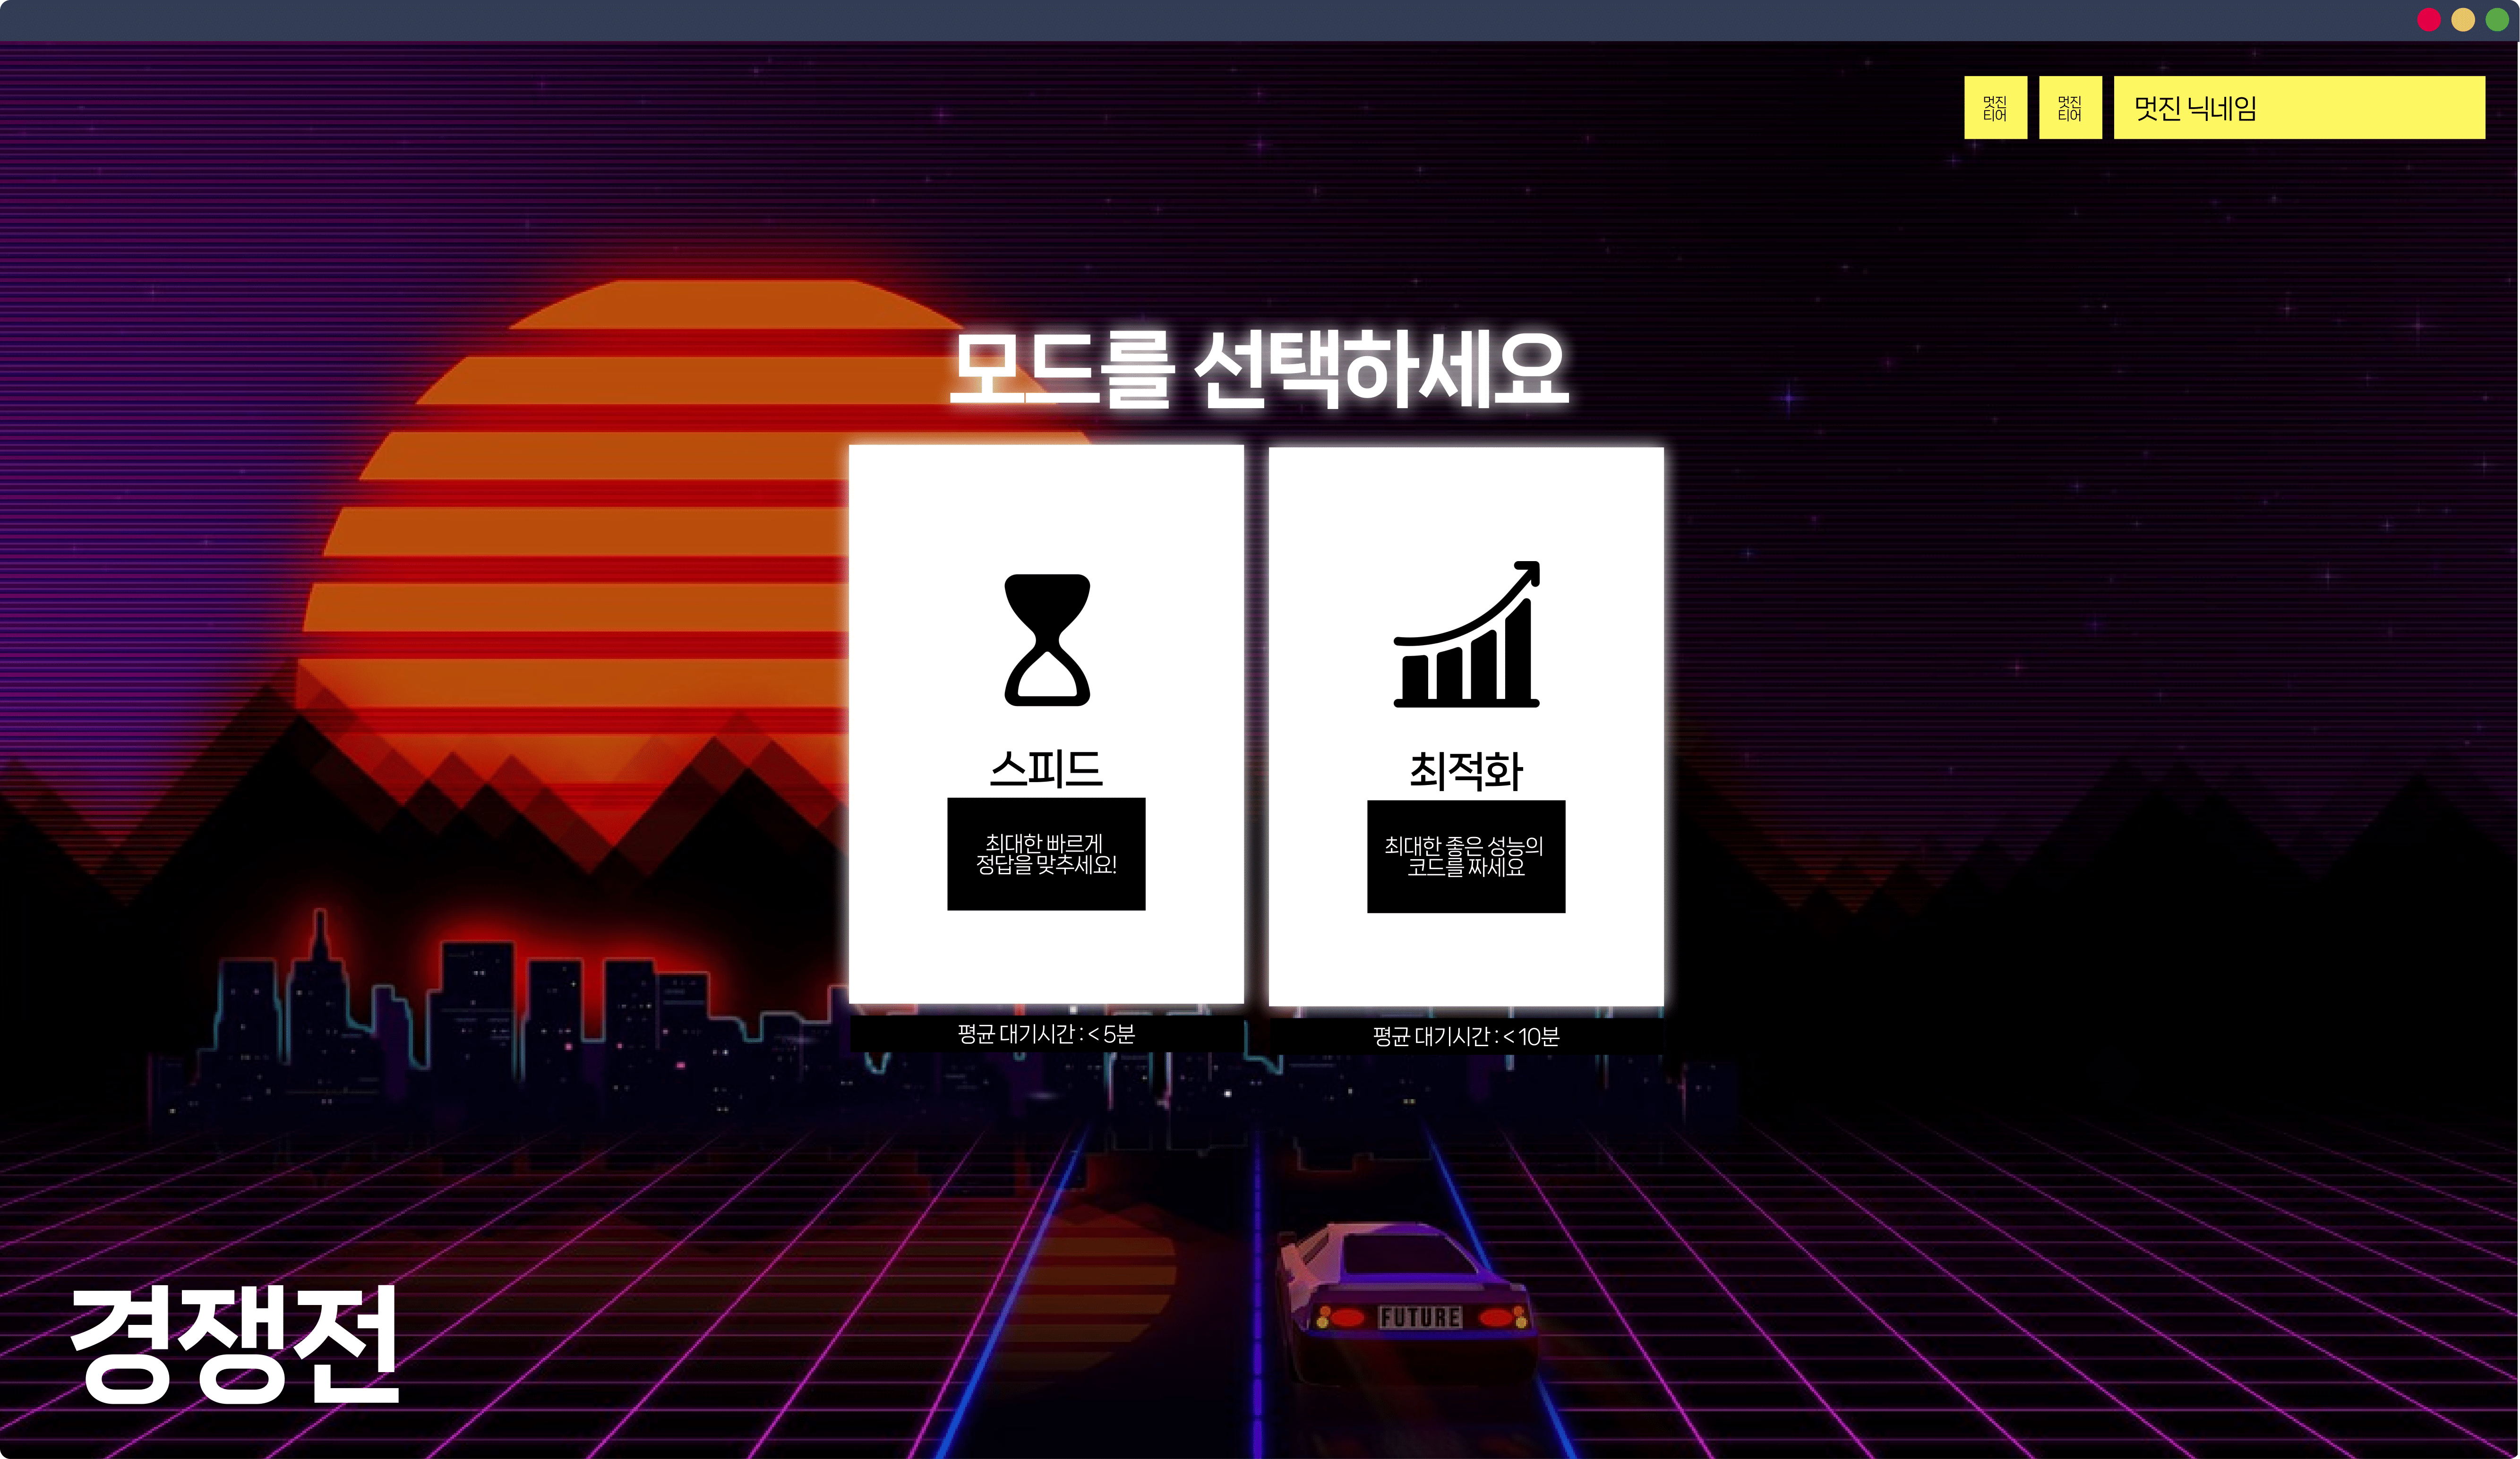 멋진
티어
멋진
티어
멋진 닉네임
모드를 선택하세요
스피드
최대한 빠르게
정답을 맞추세요!
평균 대기시간 : < 5분
최적화
최대한 좋은 성능의
코드를 짜세요
평균 대기시간 : < 10분
경쟁전
FUTURE